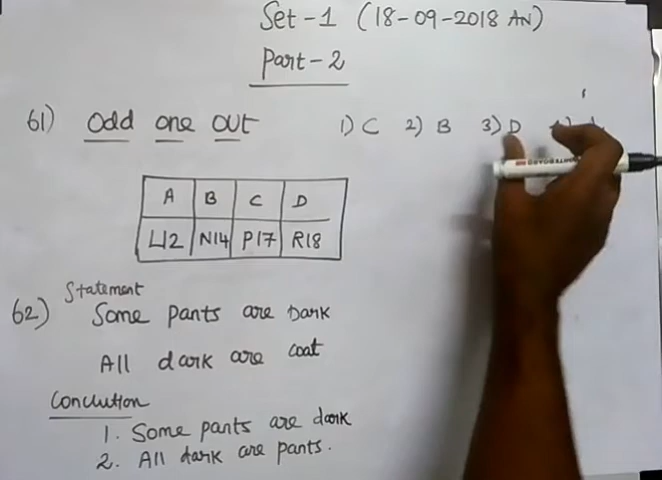 Set-1 (18-09-2018 AN)
Part-2
61) Odd one out 1) C 2) B 3) D
A B C D
L12 N14 P17 R18
Statement
62) Some pants are Dark
All dark are coat
Conclution
1. Some pants are dark
2. All dark are pants.